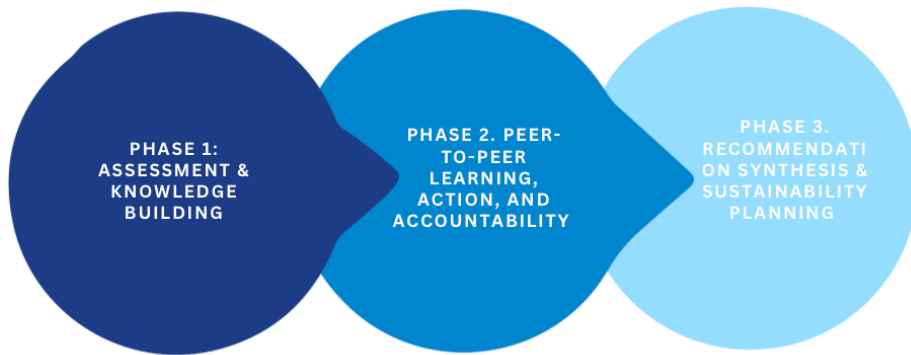 PHASE 1:
ASSESSMENT &
KNOWLEDGE
BUILDING
PHASE 2. PEER-
TO-PEER
LEARNING,
ACTION, AND
ACCOUNTABILITY
PHASE 3.
RECOMMENDATI
ON SYNTHESIS &
SUSTAINABILITY
PLANNING